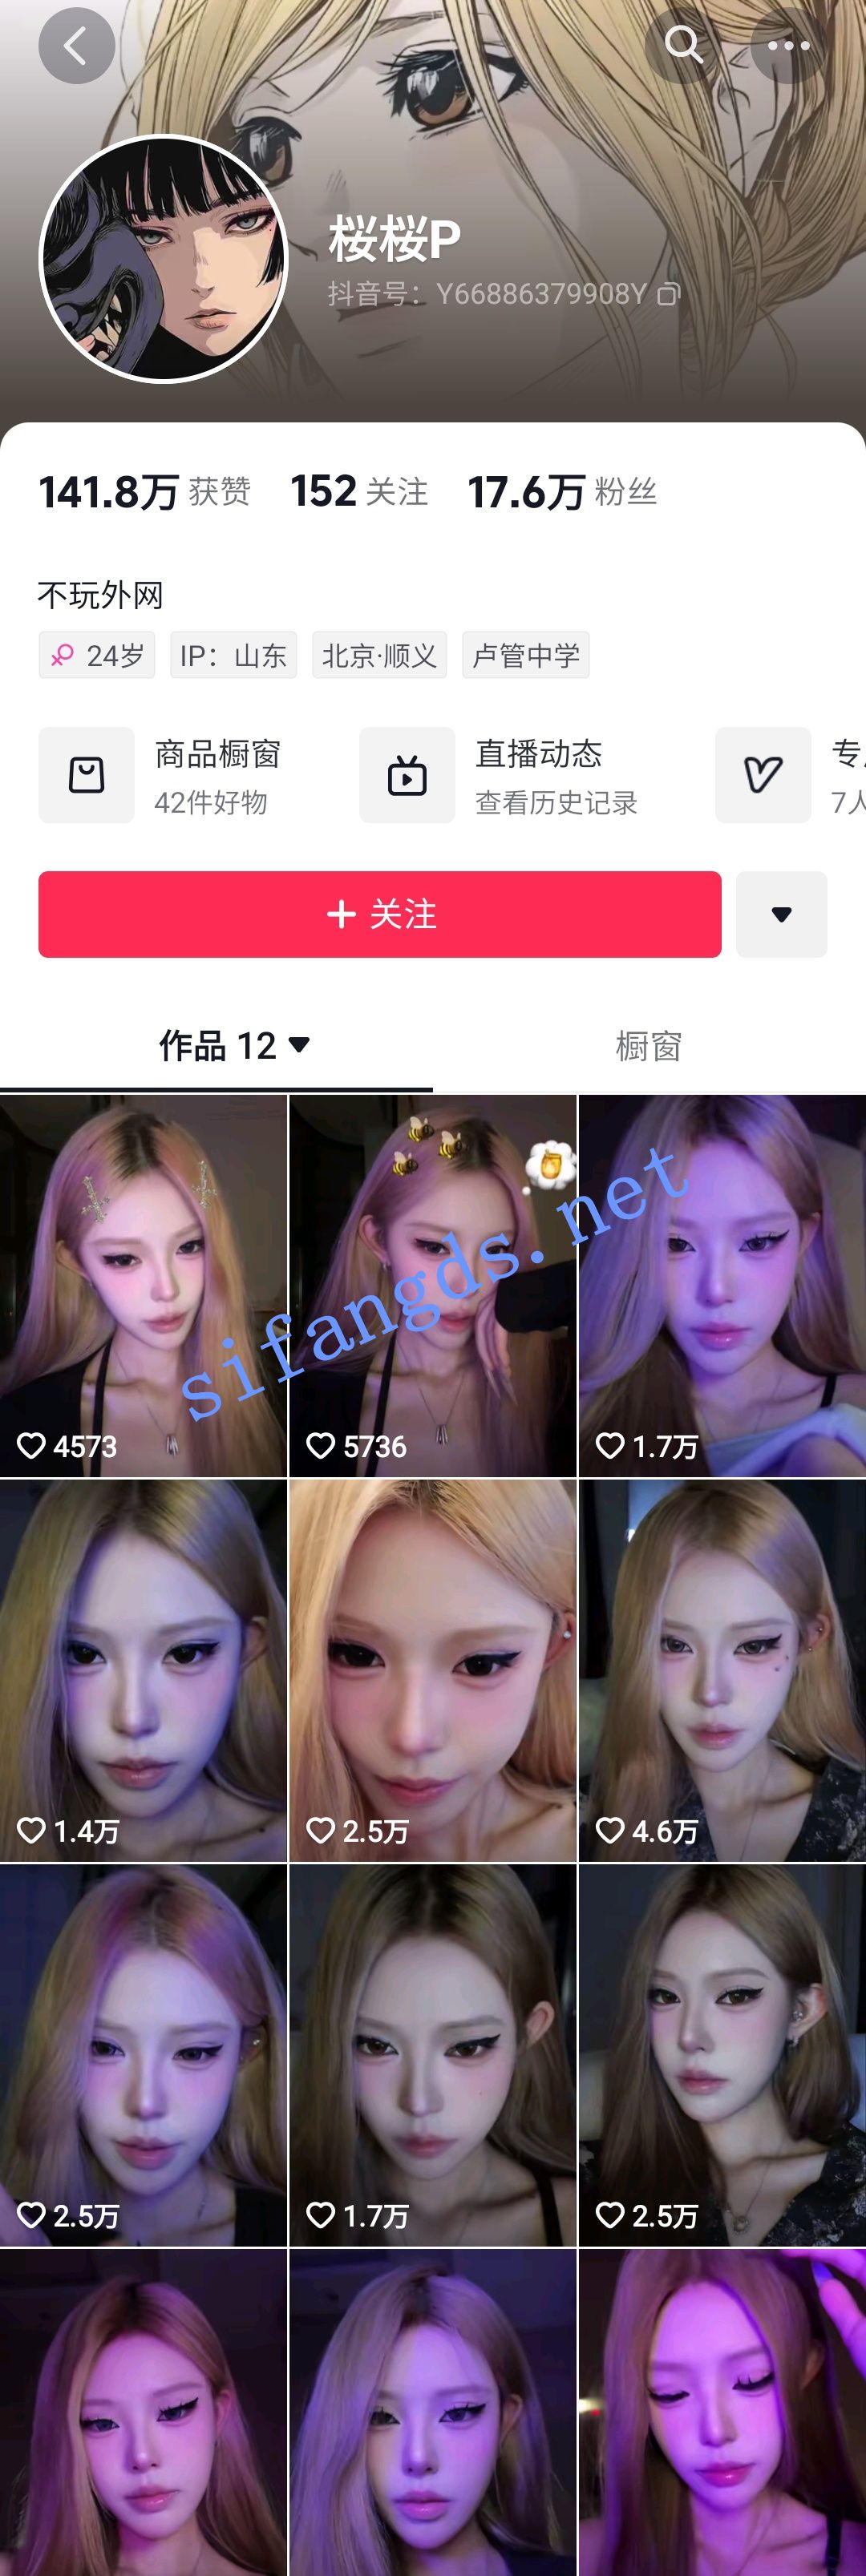 桜桜P
抖音号：Y66886379908Y
141.8万 获赞 152 关注 17.6万 粉丝
不玩外网
24岁 IP：山东 北京·顺义 卢管中学
商品橱窗 直播动态
42件好物 查看历史记录 7人
+ 关注
作品 12 橱窗
sifangds.net
4573 5736 1.7万
1.4万 2.5万 4.6万
2.5万 1.7万 2.5万